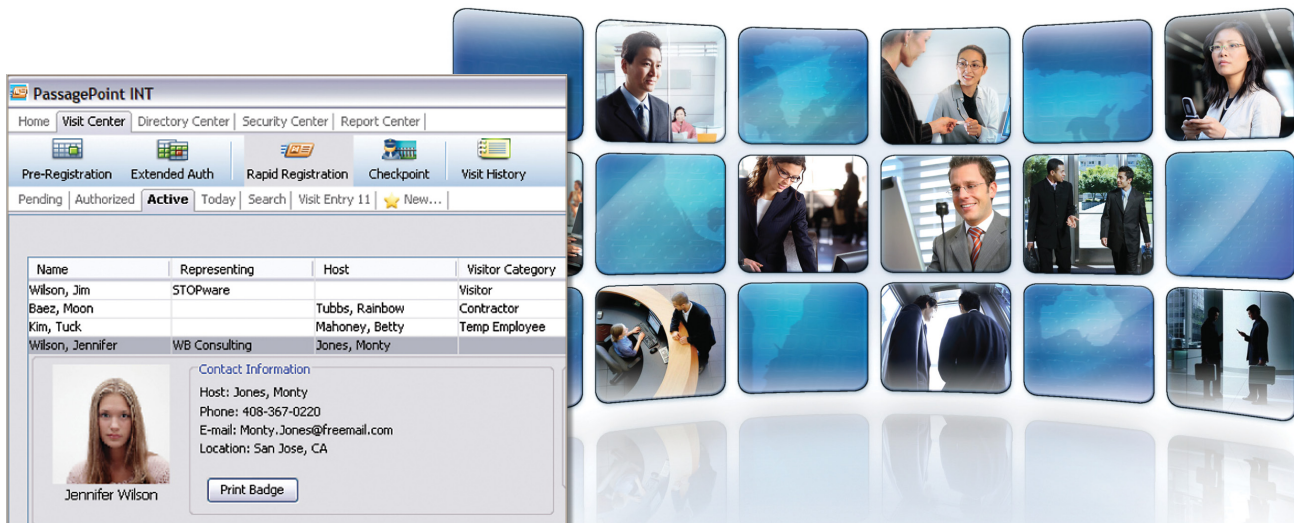 PassagePoint INT
Home Visit Center Directory Center Security Center Report Center
Pre-Registration Extended Auth Rapid Registration Checkpoint Visit History
Pending Authorized Active Today Search Visit Entry 11 New...
Name Representing Host Visitor Category
Wilson, Jim STOPware Visitor
Baez, Moon Tubbs, Rainbow Contractor
Kim, Tuck Mahoney, Betty Temp Employee
Wilson, Jennifer WB Consulting Jones, Monty
Contact Information
Host: Jones, Monty
Phone: 408-367-0220
E-mail: Monty.Jones@freemail.com
Location: San Jose, CA
Jennifer Wilson
Print Badge